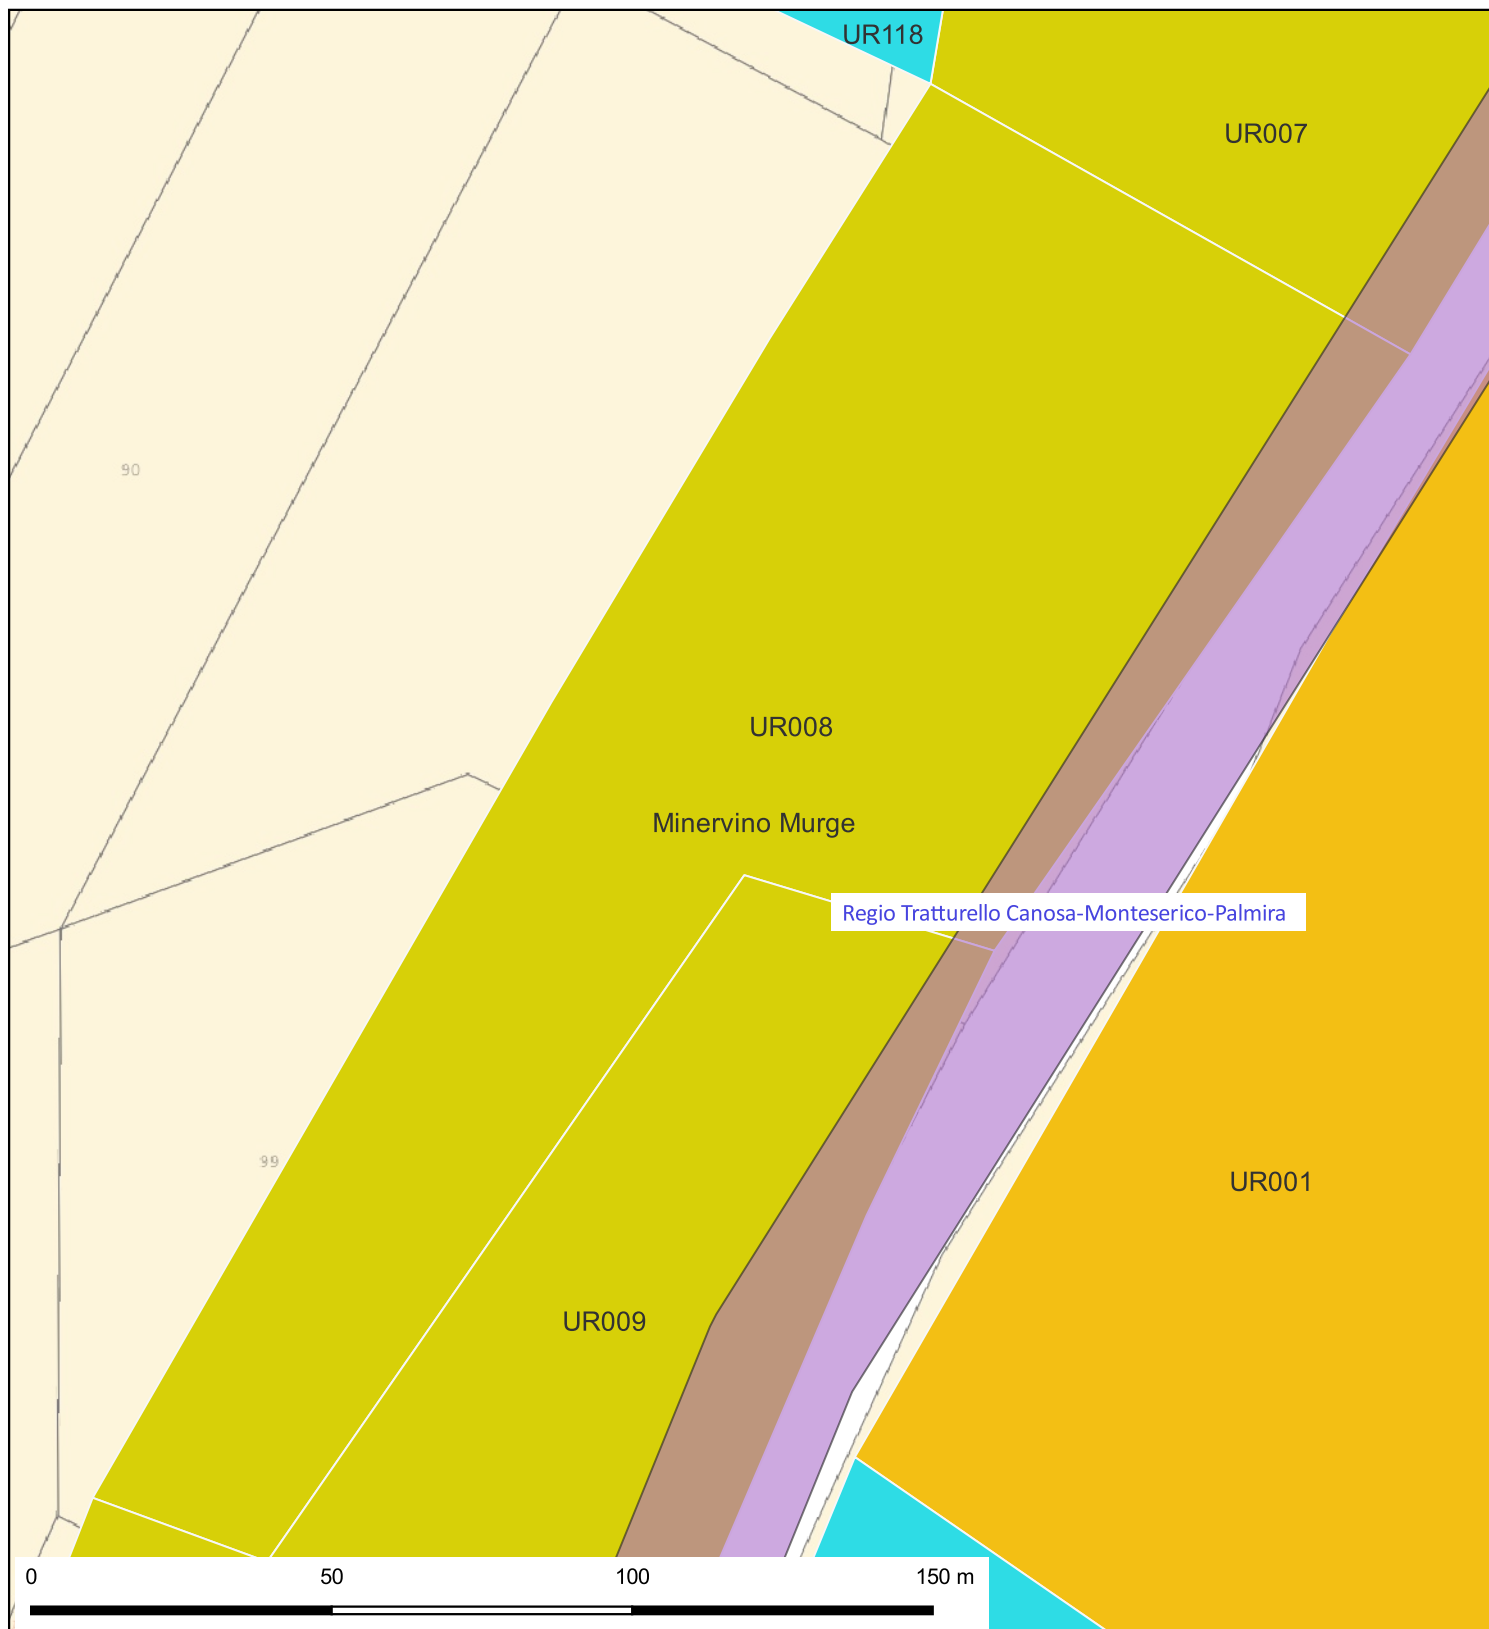 UR118
UR007
90
UR008
Minervino Murge
Regio Tratturello Canosa-Monteserico-Palmira
99
UR001
UR009
0 50 100 150 m